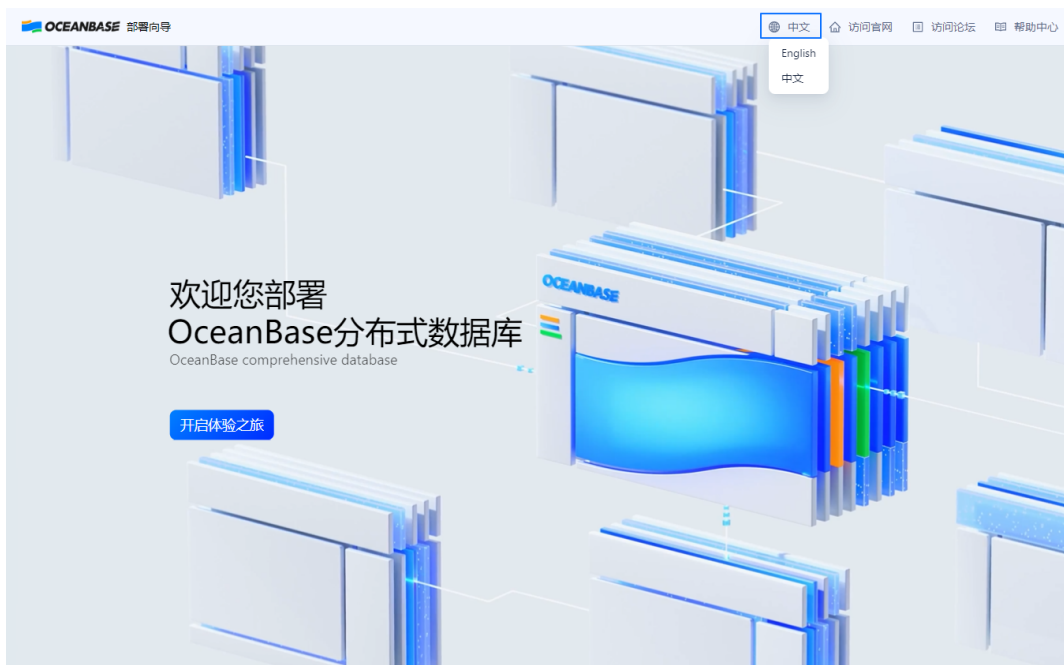 OCEANBASE 部署向导
中文 访问官网 访问论坛 帮助中心
English
中文
欢迎您部署
OceanBase分布式数据库
OceanBase comprehensive database
开启体验之旅
OCEANBASE